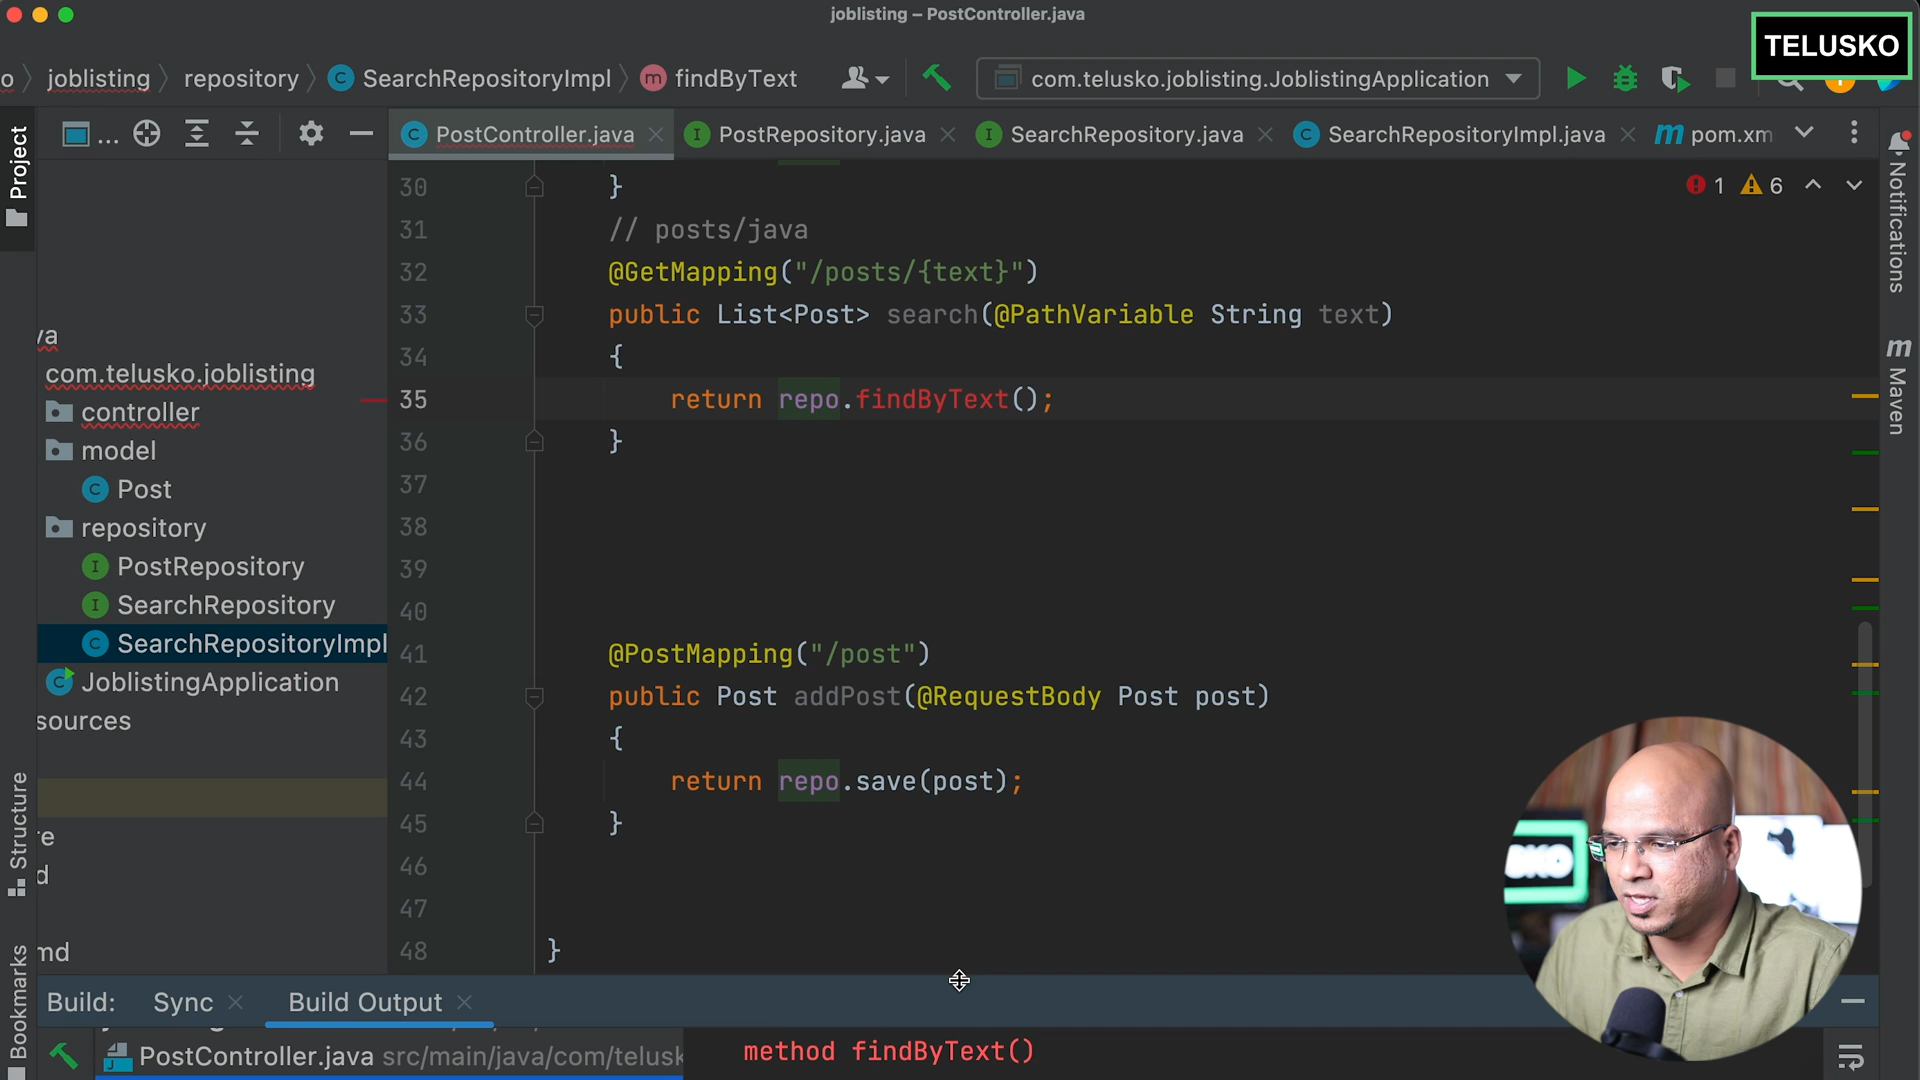 joblisting – PostController.java
TELUSKO
o joblisting repository SearchRepositoryImpl findByText
com.telusko.joblisting.JoblistingApplication
Project
...
PostController.java
PostRepository.java
SearchRepository.java
SearchRepositoryImpl.java
pom.xm
1 6
Notifications
Maven
com.telusko.joblisting
controller
model
Post
repository
PostRepository
SearchRepository
SearchRepositoryImpl
JoblistingApplication
sources
md
Structure
Bookmarks
30 }
31 // posts/java
32 @GetMapping("/posts/{text}")
33 public List<Post> search(@PathVariable String text)
34 {
35 return repo.findByText();
36 }
37
38
39
40
41 @PostMapping("/post")
42 public Post addPost(@RequestBody Post post)
43 {
44 return repo.save(post);
45 }
46
47
48 }
Build: Sync Build Output
PostController.java src/main/java/com/telusk
method findByText()